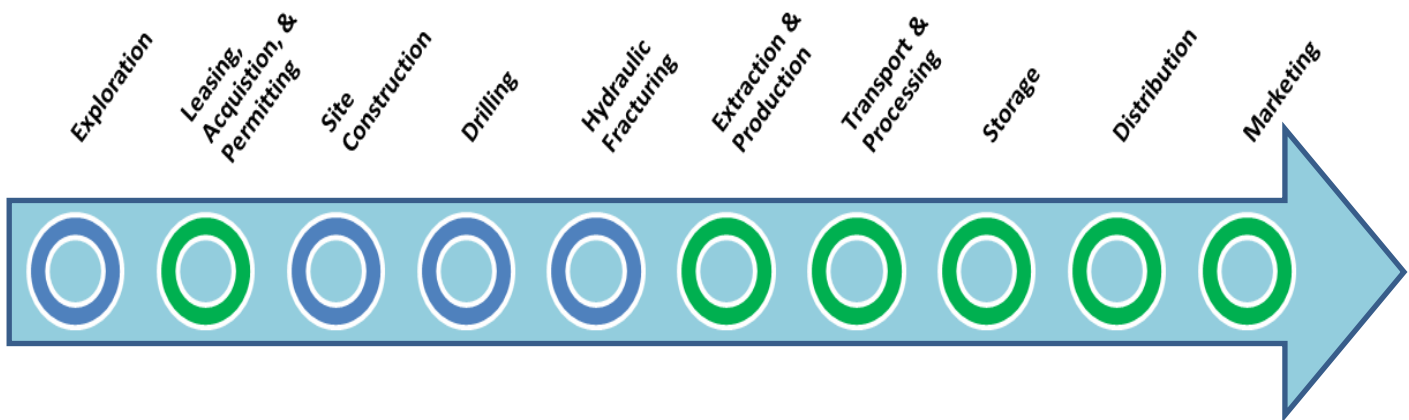 Exploration
Leasing,
Acquistion, &
Permitting
Site
Construction
Drilling
Hydraulic
Fracturing
Extraction &
Production
Transport &
Processing
Storage
Distribution
Marketing